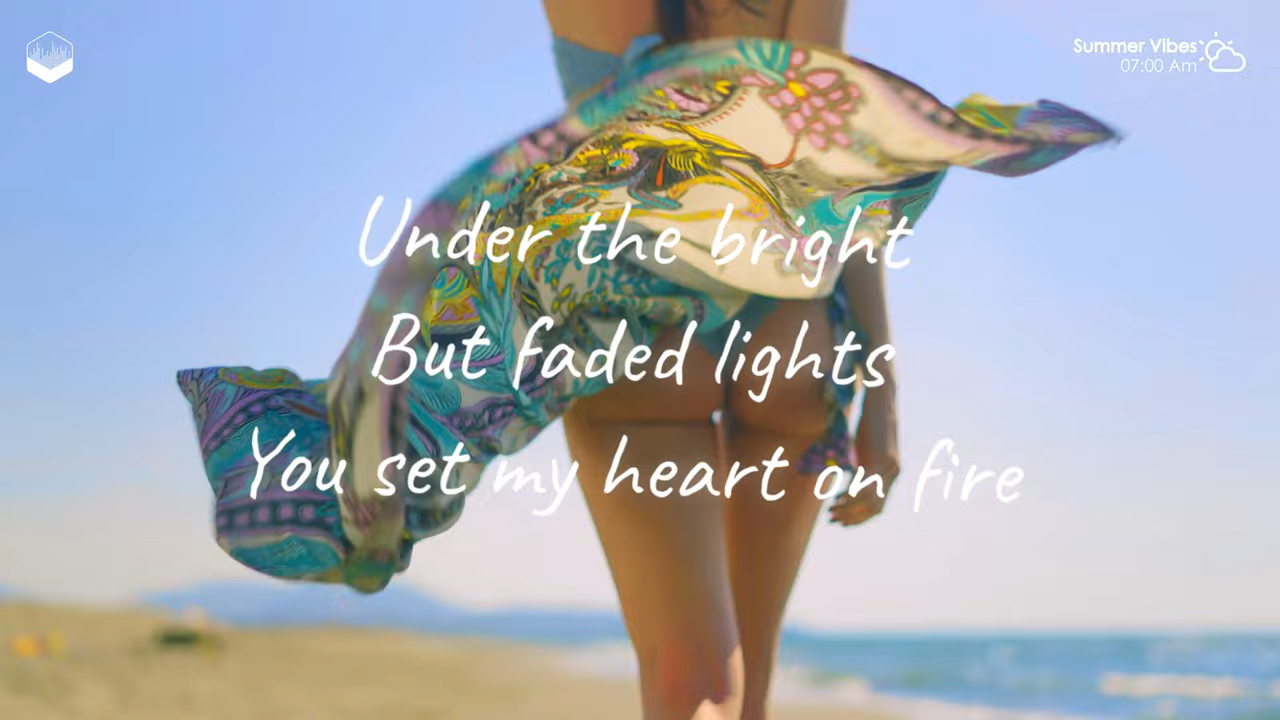 Summer Vibes
07:00 Am
Under the bright
But faded lights
You set my heart on fire